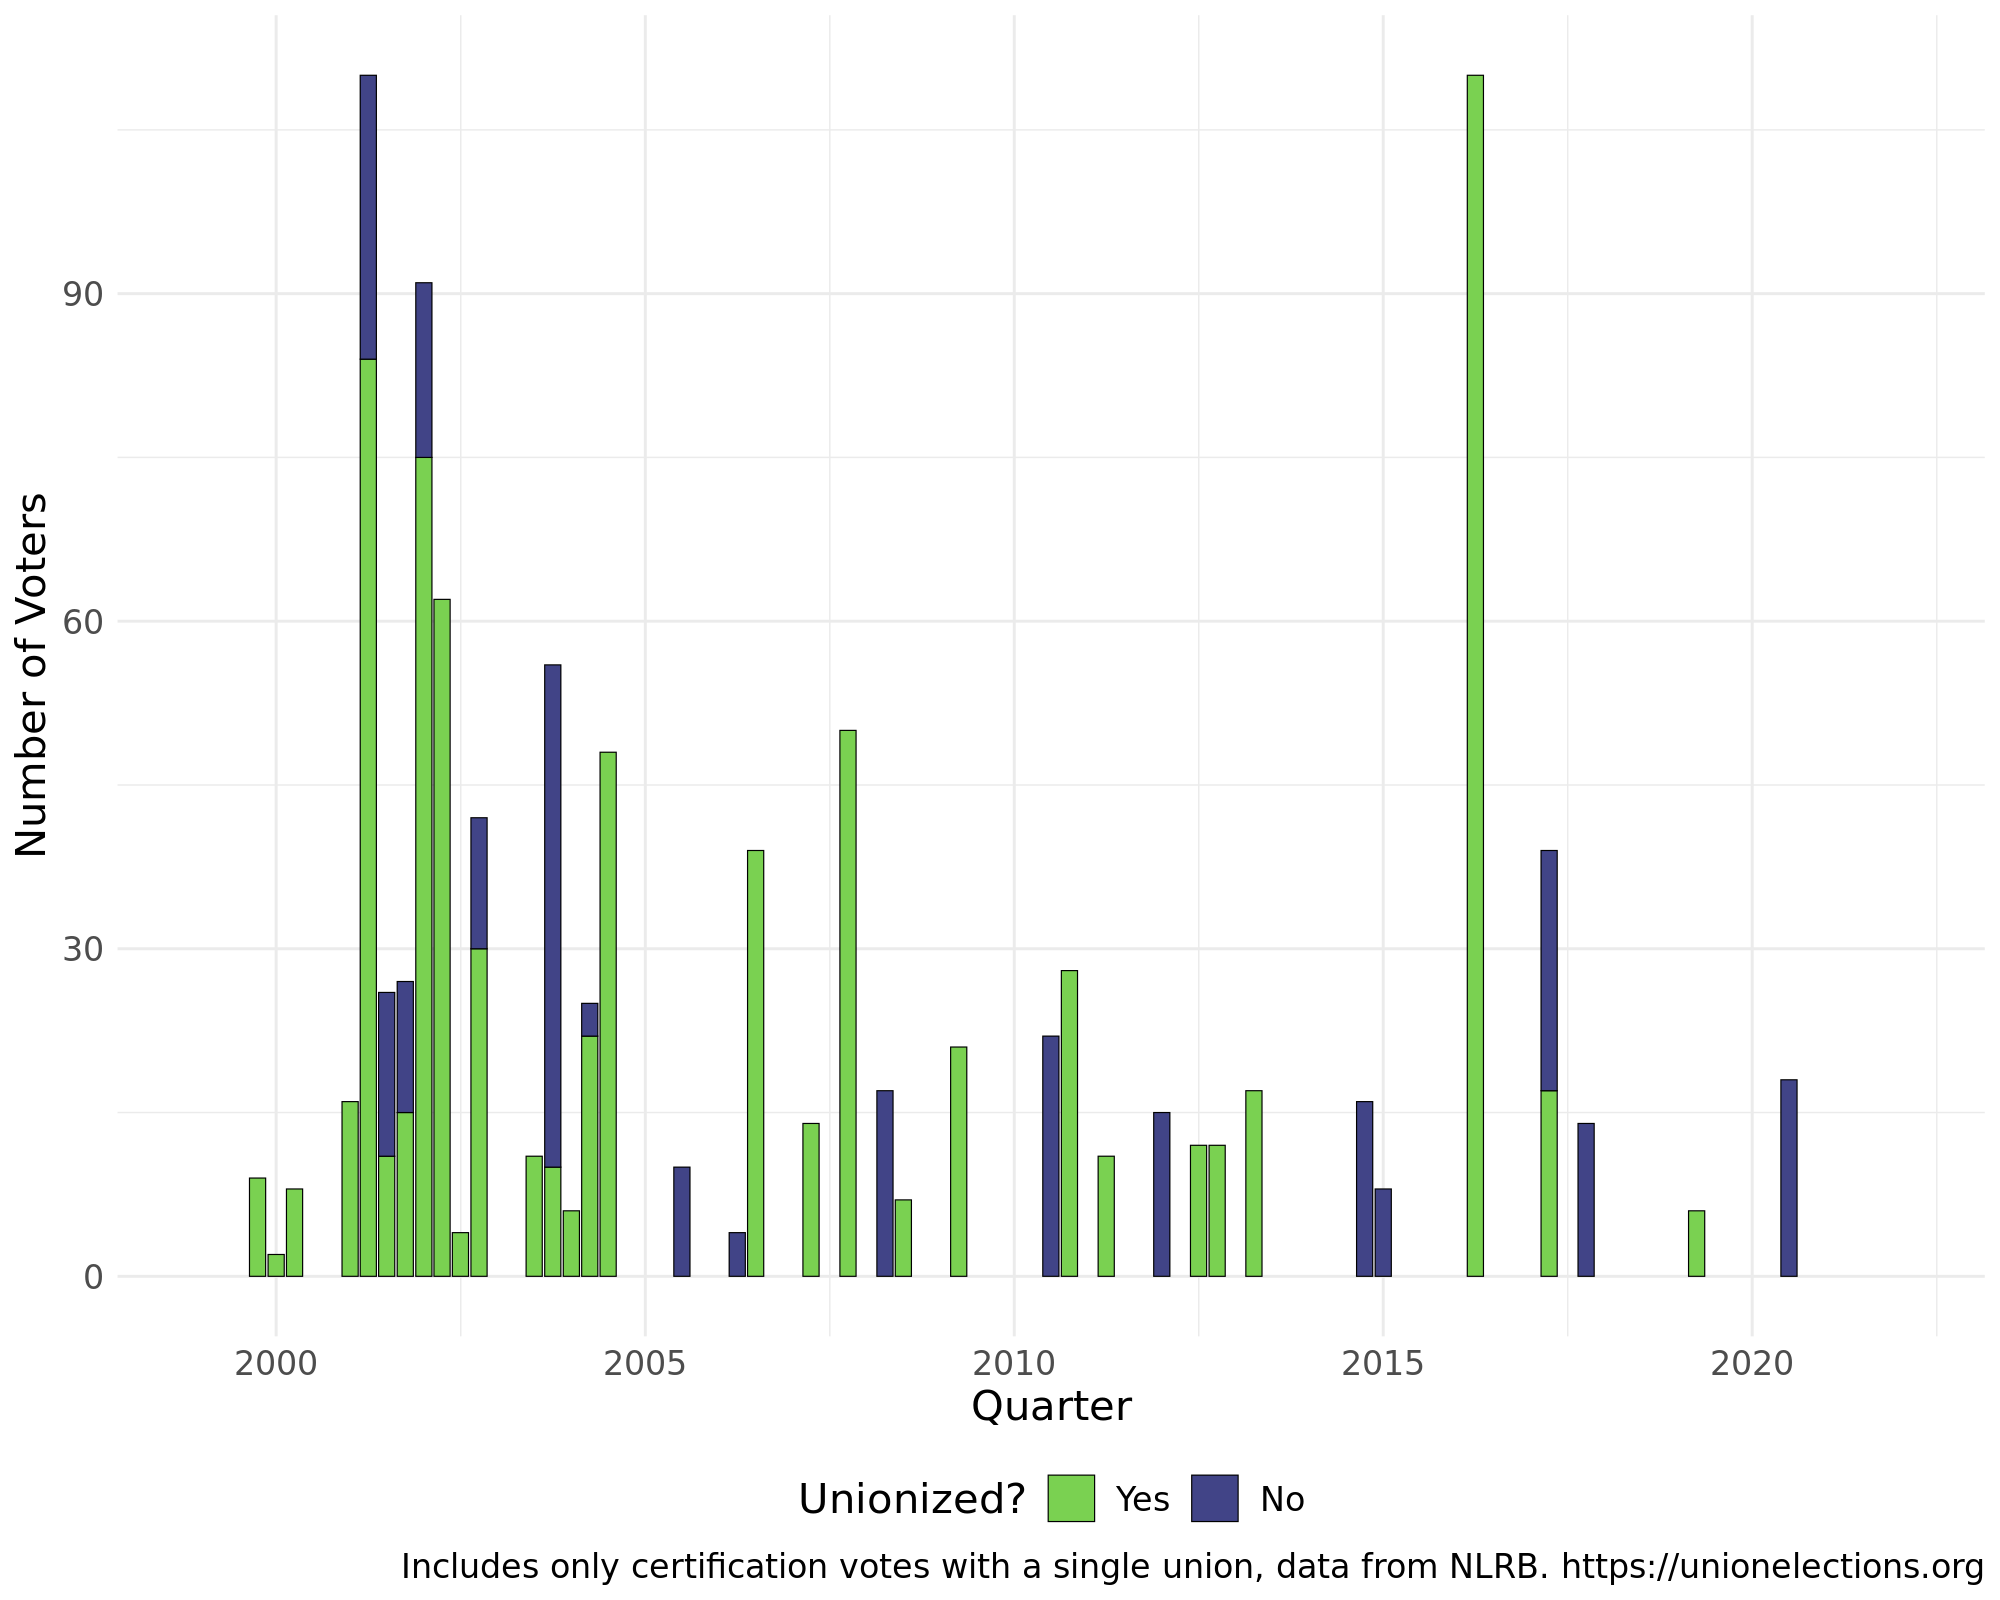 Number of Voters
90
60
30
0
2000 2005 2010 2015 2020
Quarter
Unionized? Yes No
Includes only certification votes with a single union, data from NLRB. https://unionelections.org